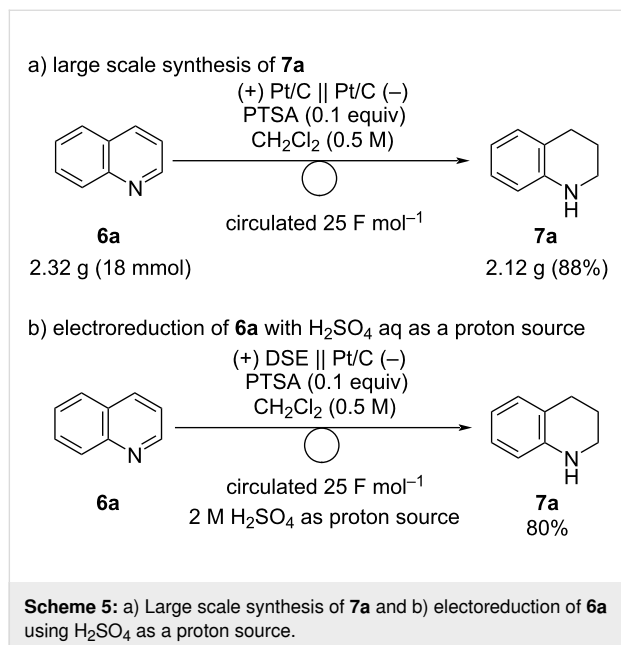 a) large scale synthesis of 7a
(+) Pt/C || Pt/C (–)
PTSA (0.1 equiv)
CH₂Cl₂ (0.5 M)
N
N
H
circulated 25 F mol⁻¹
6a
7a
2.32 g (18 mmol)
2.12 g (88%)
b) electroreduction of 6a with H₂SO₄ aq as a proton source
(+) DSE || Pt/C (–)
PTSA (0.1 equiv)
CH₂Cl₂ (0.5 M)
N
N
H
circulated 25 F mol⁻¹
6a
7a
2 M H₂SO₄ as proton source
80%
Scheme 5: a) Large scale synthesis of 7a and b) electoreduction of 6a
using H₂SO₄ as a proton source.